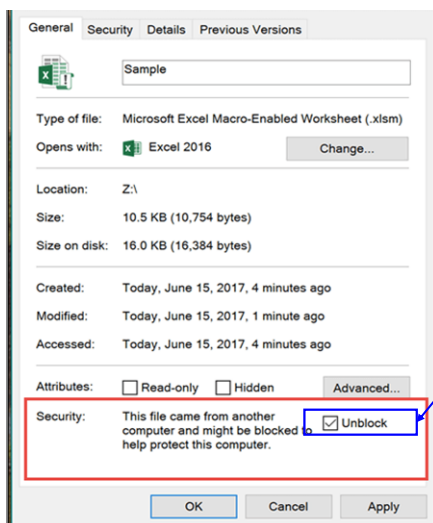 General Security Details Previous Versions
Sample
Type of file: Microsoft Excel Macro-Enabled Worksheet (.xlsm)
Opens with: Excel 2016 Change...
Location: Z:\
Size: 10.5 KB (10,754 bytes)
Size on disk: 16.0 KB (16,384 bytes)
Created: Today, June 15, 2017, 4 minutes ago
Modified: Today, June 15, 2017, 1 minute ago
Accessed: Today, June 15, 2017, 4 minutes ago
Attributes: Read-only Hidden Advanced...
Security: This file came from another
computer and might be blocked to Unblock
help protect this computer.
OK Cancel Apply